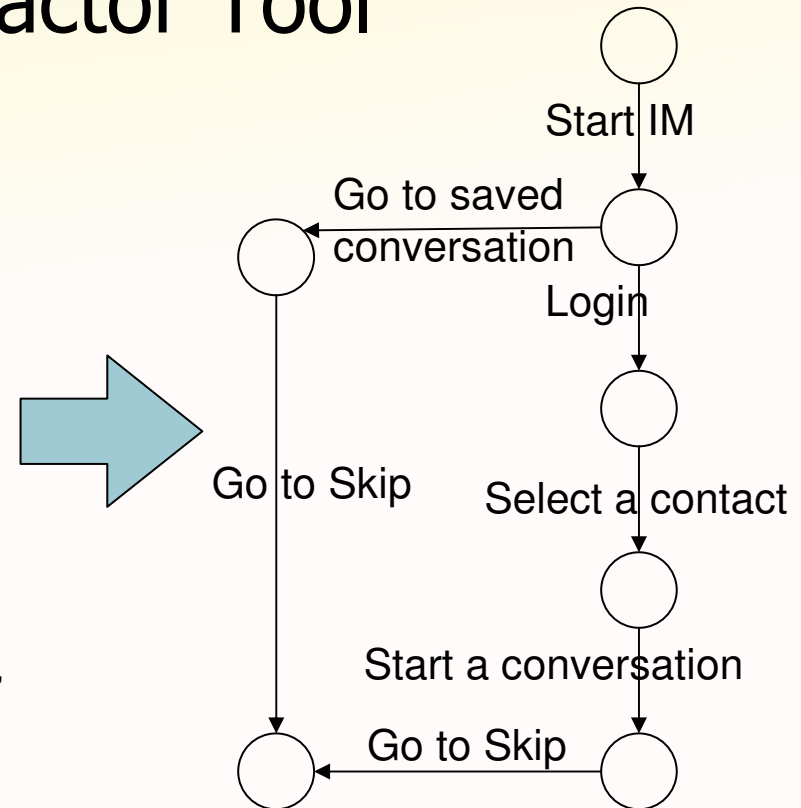 actor Tool
Start IM
Go to saved
conversation
Login
Go to Skip
Select a contact
Start a conversation
Go to Skip